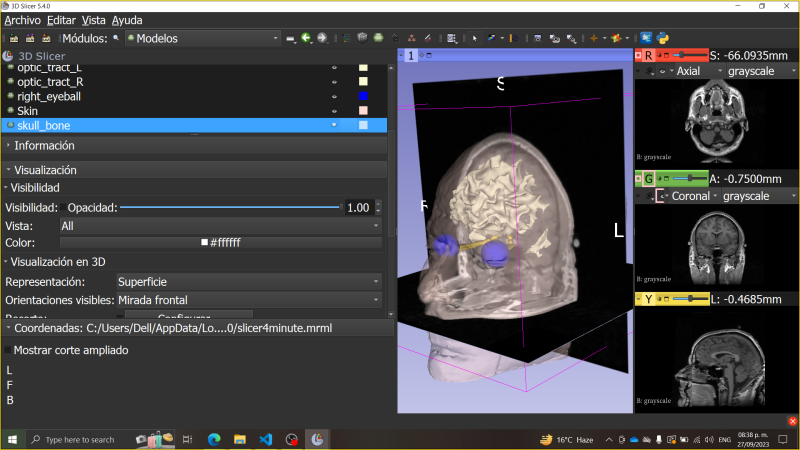 3D Slicer 5.4.0
Archivo Editar Vista Ayuda
Módulos: Modelos
3D Slicer
optic_tract_L
optic_tract_R
right_eyeball
Skin
skull_bone
Información
Visualización
Visibilidad
Visibilidad: Opacidad: 1.00
Vista: All
Color: #ffffff
Visualización en 3D
Representación: Superficie
Orientaciones visibles: Mirada frontal
Recorte: Configurar
Coordenadas: C:/Users/Dell/AppData/Lo....0/slicer4minute.mrml
Mostrar corte ampliado
L
F
B
1
S
R
L
R S: -66.0935mm
Axial grayscale
B: grayscale
G A: -0.7500mm
Coronal grayscale
B: grayscale
Y L: -0.4685mm
B: grayscale
Type here to search
16°C Haze
ENG
08:38 p. m.
27/09/2023